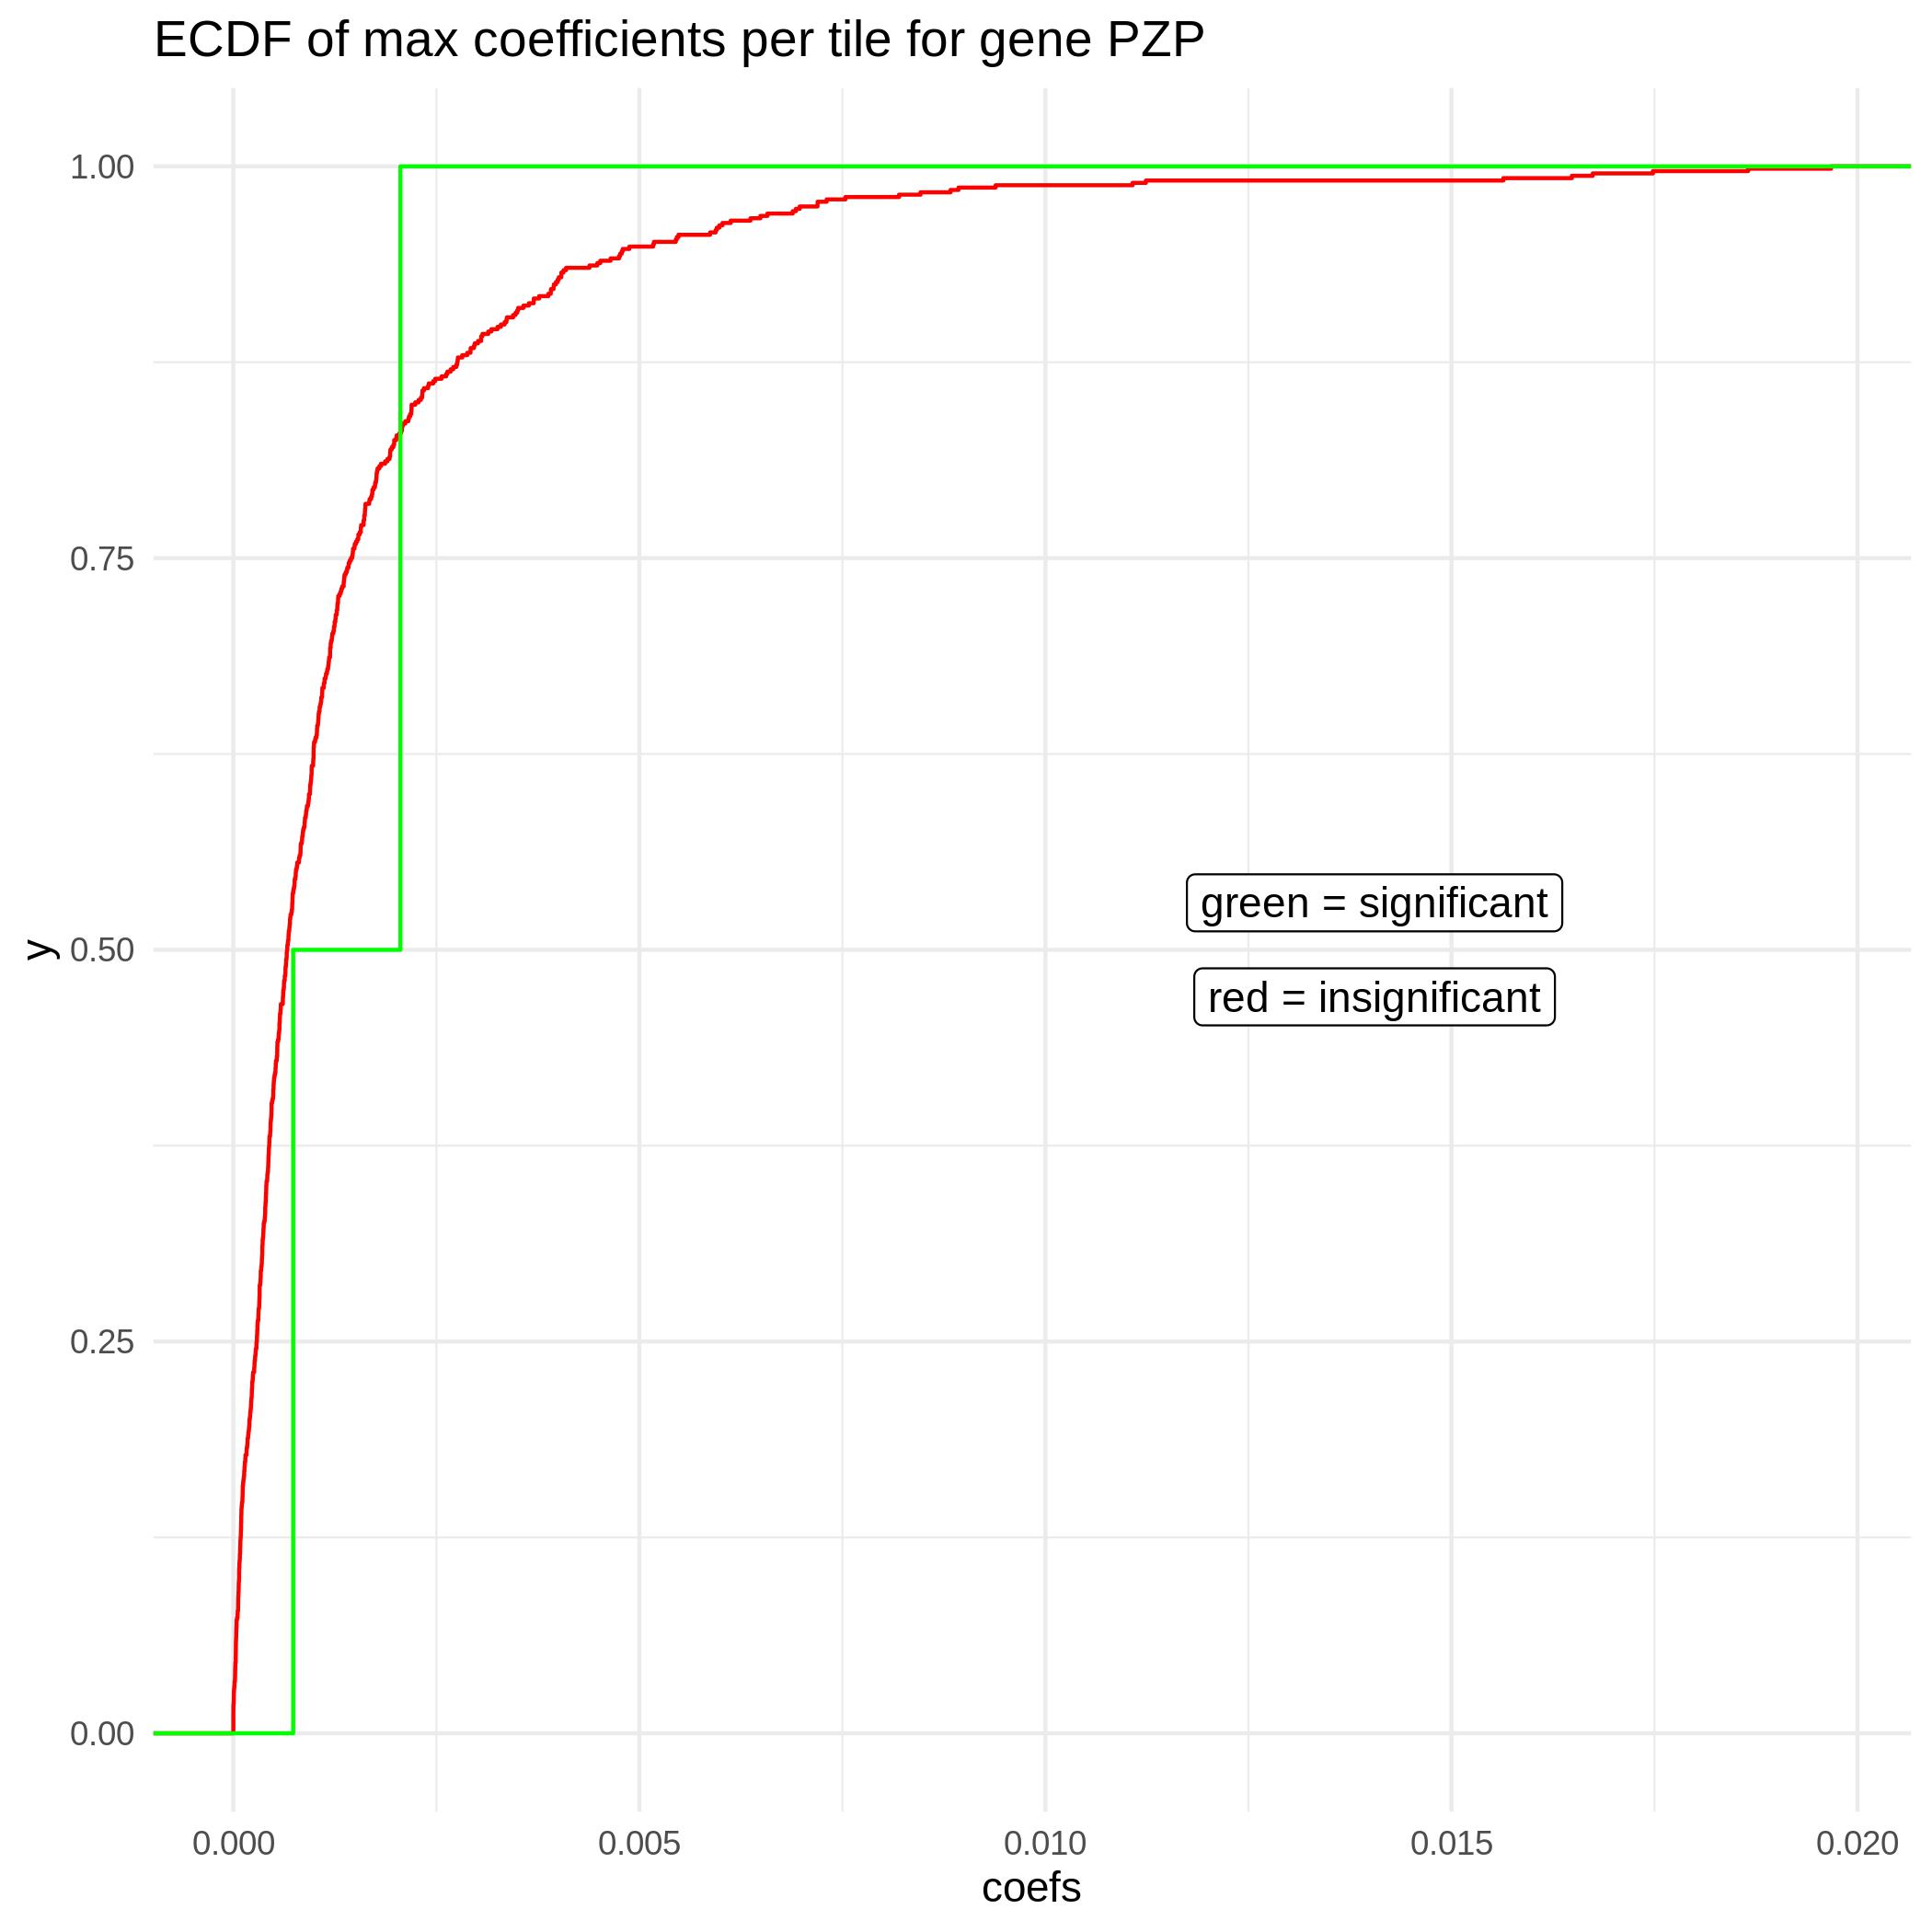 ECDF of max coefficients per tile for gene PZP
1.00
0.75
0.50
0.25
0.00
y
green = significant
red = insignificant
0.000 0.005 0.010 0.015 0.020
coefs